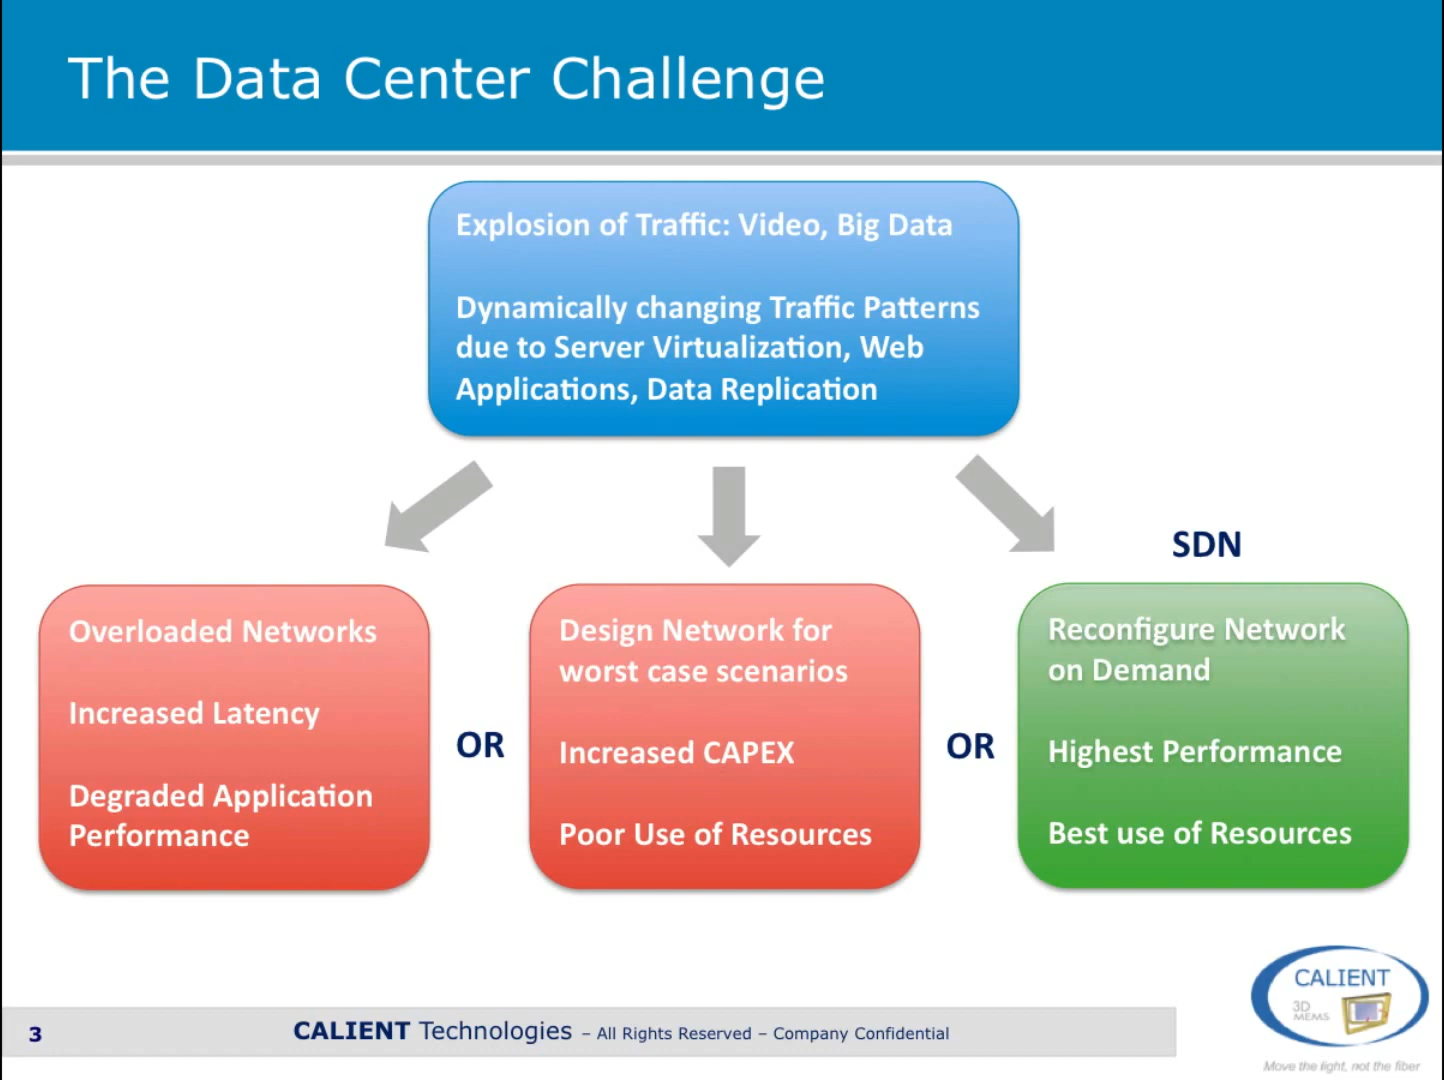 The Data Center Challenge
Explosion of Traffic: Video, Big Data
Dynamically changing Traffic Patterns
due to Server Virtualization, Web
Applications, Data Replication
SDN
Overloaded Networks
Increased Latency
Degraded Application
Performance
OR
Design Network for
worst case scenarios
Increased CAPEX
Poor Use of Resources
OR
Reconfigure Network
on Demand
Highest Performance
Best use of Resources
3
CALIENT Technologies – All Rights Reserved – Company Confidential
CALIENT
3D
MEMS
Move the light, not the fiber